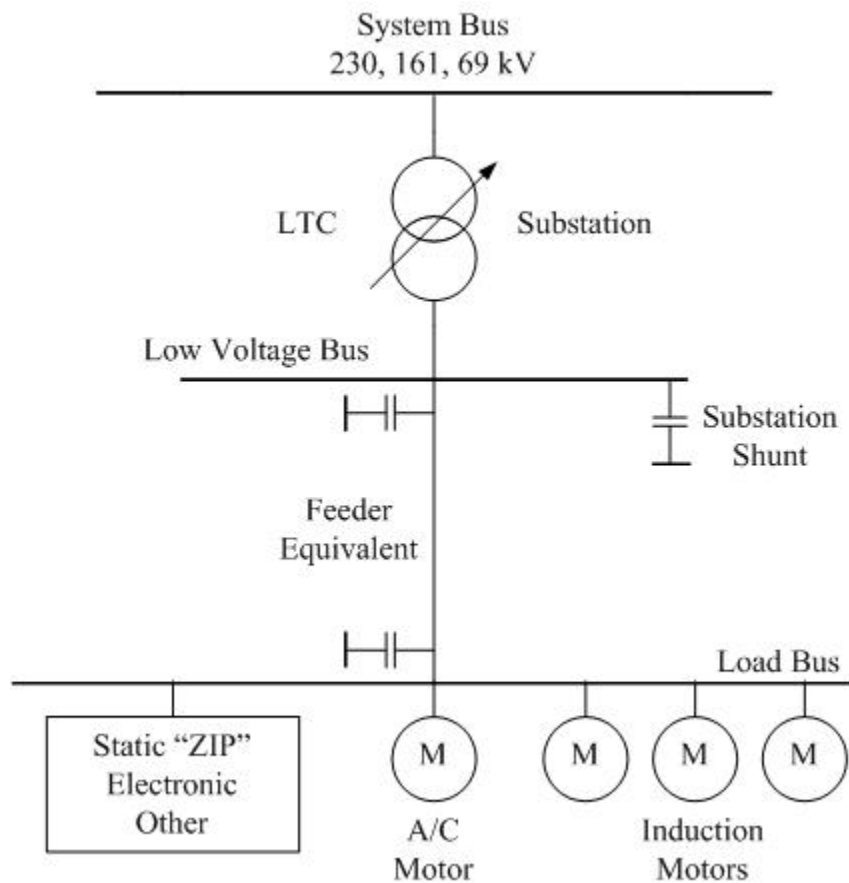 System Bus
230, 161, 69 kV
LTC
Substation
Low Voltage Bus
Substation
Shunt
Feeder
Equivalent
Load Bus
Static “ZIP”
Electronic
Other
M
M
M
M
A/C
Motor
Induction
Motors